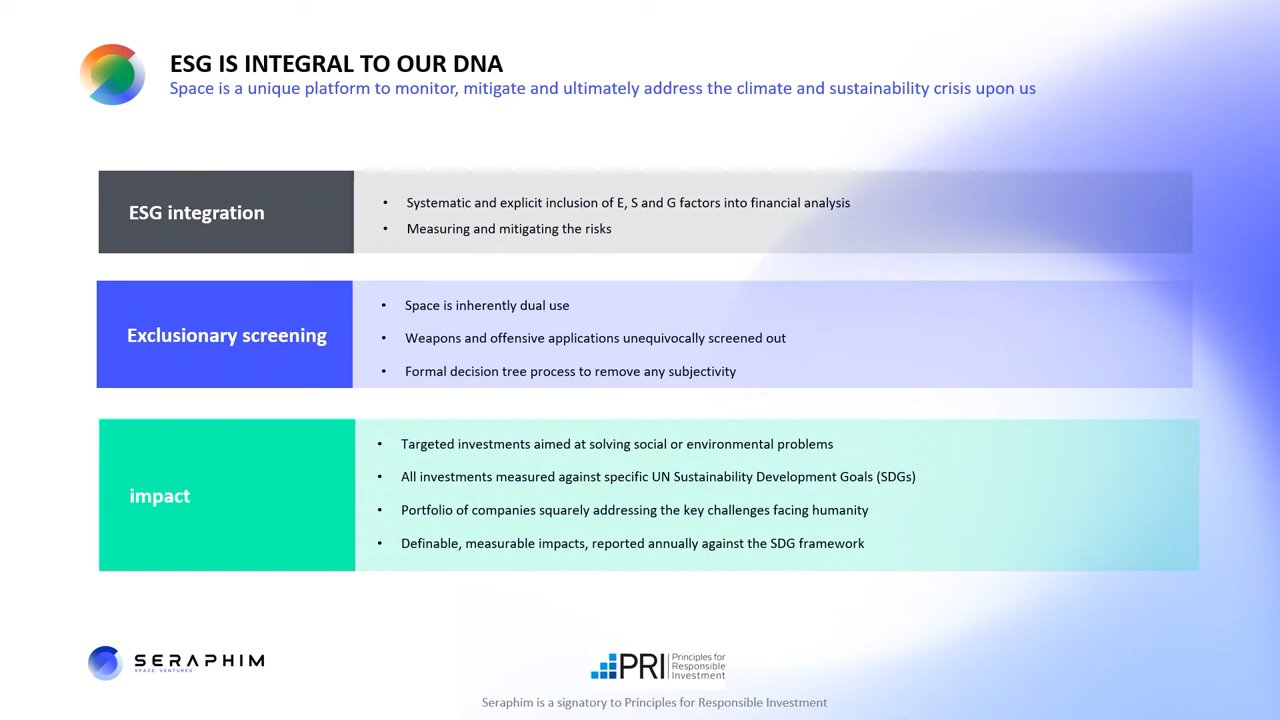 ESG IS INTEGRAL TO OUR DNA
Space is a unique platform to monitor, mitigate and ultimately address the climate and sustainability crisis upon us
ESG integration
• Systematic and explicit inclusion of E, S and G factors into financial analysis
• Measuring and mitigating the risks
Exclusionary screening
• Space is inherently dual use
• Weapons and offensive applications unequivocally screened out
• Formal decision tree process to remove any subjectivity
impact
• Targeted investments aimed at solving social or environmental problems
• All investments measured against specific UN Sustainability Development Goals (SDGs)
• Portfolio of companies squarely addressing the key challenges facing humanity
• Definable, measurable impacts, reported annually against the SDG framework
SERAPHIM
SPACE VENTURES
PRI
Principles for
Responsible
Investment
Seraphim is a signatory to Principles for Responsible Investment